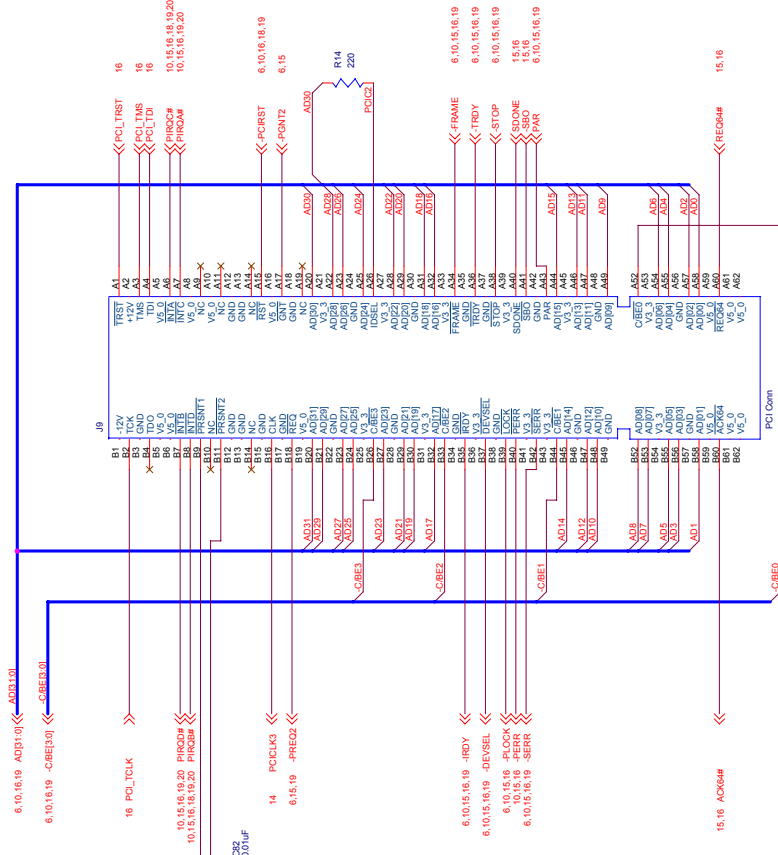 PCI_TRST 16
PCI_TMS 16
PCI_TDI 16
PIRQC# 10,15,16,18,19,20
PIRQA# 10,15,16,19,20
-PCIRST 6,10,16,18,19
-PGNT2 6,15
R14
220
AD30
PCIC2
-FRAME 6,10,15,16,19
-TRDY 6,10,15,16,19
-STOP 6,10,15,16,19
SDONE 15,16
-SBO 15,16
PAR 6,10,15,16,19
REQ64# 15,16
AD30
AD28
AD26
AD24
AD22
AD20
AD18
AD16
AD15
AD13
AD11
AD9
AD6
AD4
AD2
AD0
J9
A1 TRST
A2 +12V
A3 TMS
A4 TDI
A5 V5_0
A6 INTA
A7 INTC
A8 V5_0
A9 NC
A10 V5_0
A11 NC
A12 GND
A13 GND
A14 NC
A15 RST
A16 V5_0
A17 GNT
A18 GND
A19 NC
A20 AD[30]
A21 V3_3
A22 AD[28]
A23 AD[26]
A24 GND
A25 AD[24]
A26 IDSEL
A27 V3_3
A28 AD[22]
A29 AD[20]
A30 GND
A31 AD[18]
A32 AD[16]
A33 V3_3
A34 FRAME
A35 GND
A36 TRDY
A37 GND
A38 STOP
A39 V3_3
A40 SDONE
A41 SBO
A42 GND
A43 PAR
A44 AD[15]
A45 V3_3
A46 AD[13]
A47 AD[11]
A48 GND
A49 AD[09]
A52 C/BE0
A53 V3_3
A54 AD[06]
A55 AD[04]
A56 GND
A57 AD[02]
A58 AD[00]
A59 V5_0
A60 REQ64
A61 V5_0
A62 V5_0
B1 -12V
B2 TCK
B3 GND
B4 TDO
B5 V5_0
B6 V5_0
B7 INTB
B8 INTD
B9 PRSNT1
B10 NC
B11 PRSNT2
B12 GND
B13 GND
B14 NC
B15 GND
B16 CLK
B17 GND
B18 REQ
B19 V5_0
B20 AD[31]
B21 AD[29]
B22 GND
B23 AD[27]
B24 AD[25]
B25 V3_3
B26 C/BE3
B27 AD[23]
B28 GND
B29 AD[21]
B30 AD[19]
B31 V3_3
B32 AD[17]
B33 C/BE2
B34 GND
B35 IRDY
B36 V3_3
B37 DEVSEL
B38 GND
B39 LOCK
B40 PERR
B41 V3_3
B42 SERR
B43 V3_3
B44 C/BE1
B45 AD[14]
B46 GND
B47 AD[12]
B48 AD[10]
B49 GND
B52 AD[08]
B53 AD[07]
B54 V3_3
B55 AD[05]
B56 AD[03]
B57 GND
B58 AD[01]
B59 V5_0
B60 ACK64
B61 V5_0
B62 V5_0
PCI Conn
AD31
AD29
AD27
AD25
AD23
AD21
AD19
AD17
AD14
AD12
AD10
AD8
AD7
AD5
AD3
AD1
-C/BE3
-C/BE2
-C/BE1
-C/BE0
AD[31:0]
-C/BE[3:0]
6,10,16,19 AD[31:0]
6,10,16,19 -C/BE[3:0]
16 PCI_TCLK
10,15,16,19,20 PIRQD#
10,15,16,18,19,20 PIRQB#
C82
0.01uF
14 PCICLK3
6,15,19 -PREQ2
6,10,15,16,19 -IRDY
6,10,15,16,19 -DEVSEL
6,10,15,16 -PLOCK
10,15,16 -PERR
6,10,15,16,19 -SERR
15,16 ACK64#